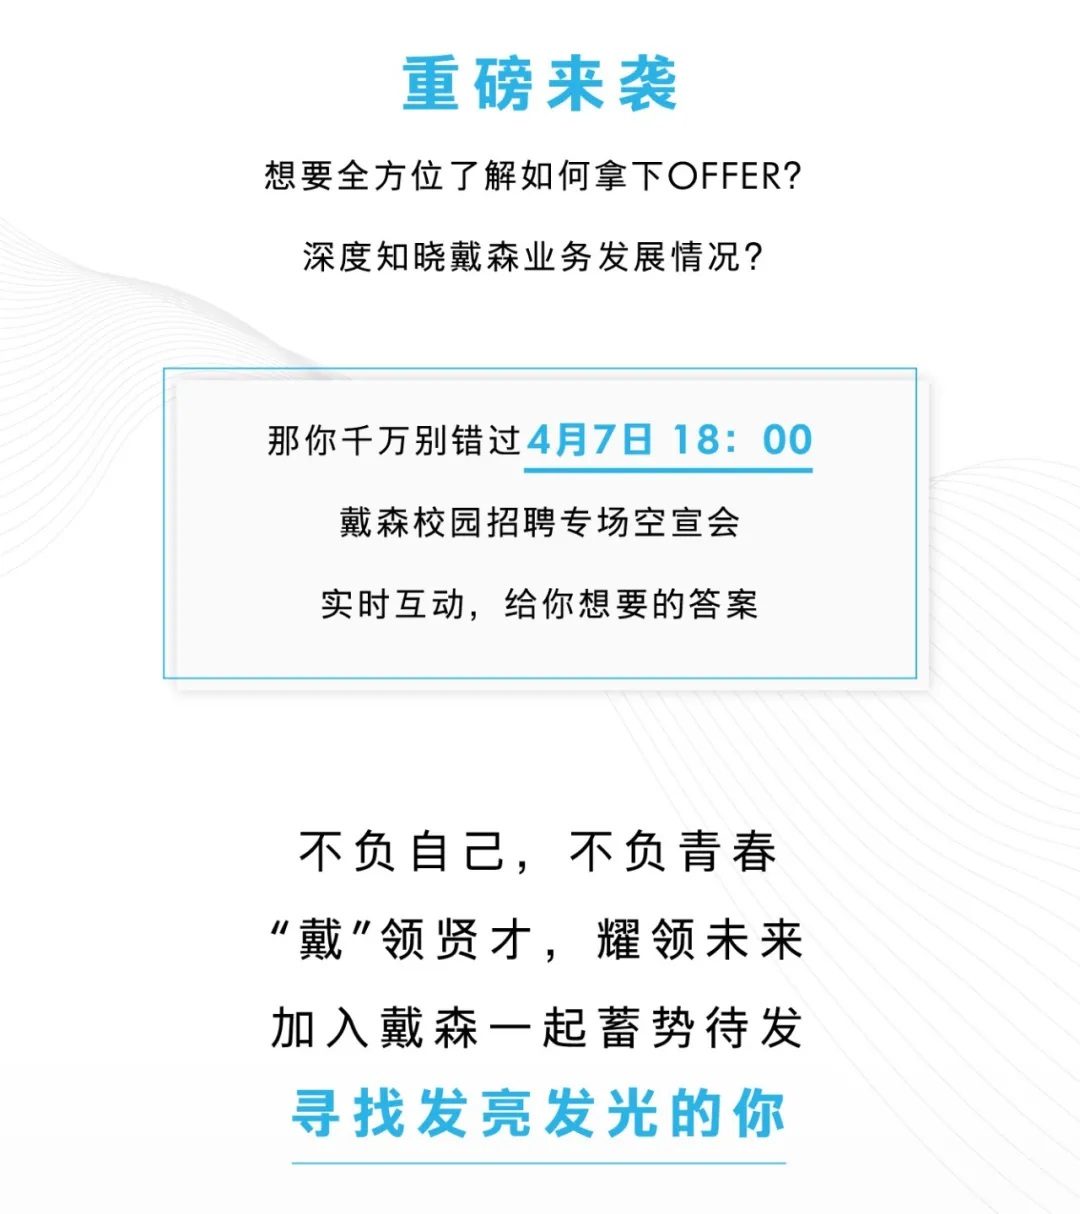 重磅来袭
想要全方位了解如何拿下OFFER?
深度知晓戴森业务发展情况?
那你千万别错过4月7日 18：00
戴森校园招聘专场空宣会
实时互动，给你想要的答案
不负自己，不负青春
“戴”领贤才，耀领未来
加入戴森一起蓄势待发
寻找发亮发光的你